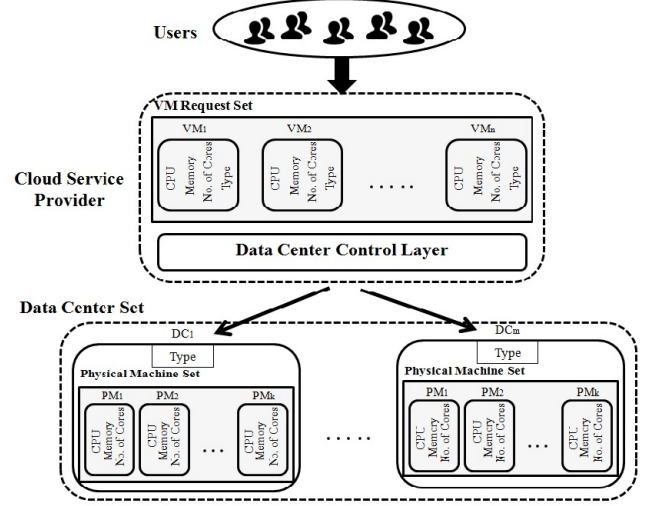 Users
VM Request Set
VM1 VM2 VMn
CPU
Memory
No. of Cores
Type
CPU
Memory
No. of Cores
Type
.....
CPU
Memory
No. of Cores
Type
Cloud Service
Provider
Data Center Control Layer
Data Center Set
DC1
Type
Physical Machine Set
PM1 PM2 PMk
CPU
Memory
No. of Cores
CPU
Memory
No. of Cores
...
CPU
Memory
No. of Cores
.....
DCm
Type
Physical Machine Set
PM1 PM2 PMk
CPU
Memory
No. of Cores
CPU
Memory
No. of Cores
...
CPU
Memory
No. of Cores